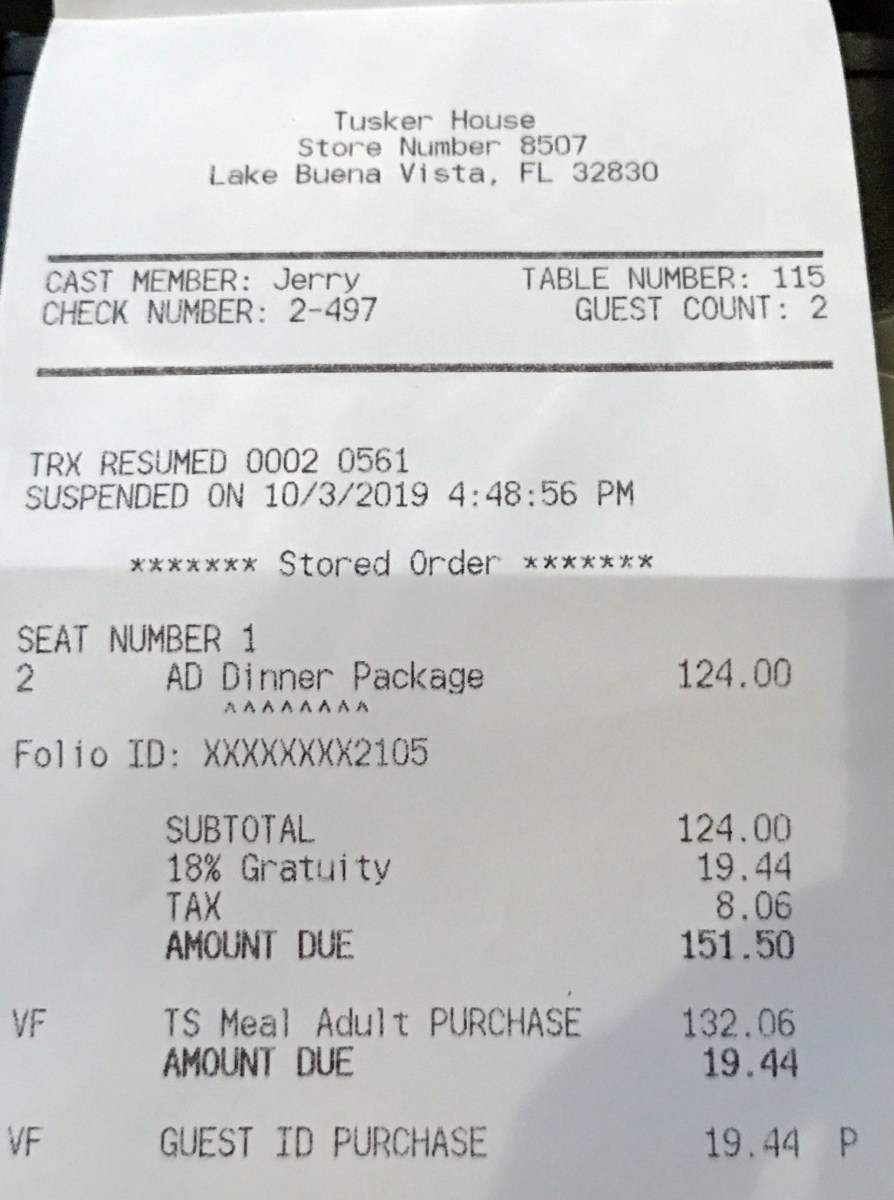 Tusker House
Store Number 8507
Lake Buena Vista, FL 32830
CAST MEMBER: Jerry TABLE NUMBER: 115
CHECK NUMBER: 2-497 GUEST COUNT: 2
TRX RESUMED 0002 0561
SUSPENDED ON 10/3/2019 4:48:56 PM
******* Stored Order *******
SEAT NUMBER 1
2 AD Dinner Package 124.00
^^^^^^^^
Folio ID: XXXXXXXX2105
SUBTOTAL 124.00
18% Gratuity 19.44
TAX 8.06
AMOUNT DUE 151.50
VF TS Meal Adult PURCHASE 132.06
AMOUNT DUE 19.44
VF GUEST ID PURCHASE 19.44 P